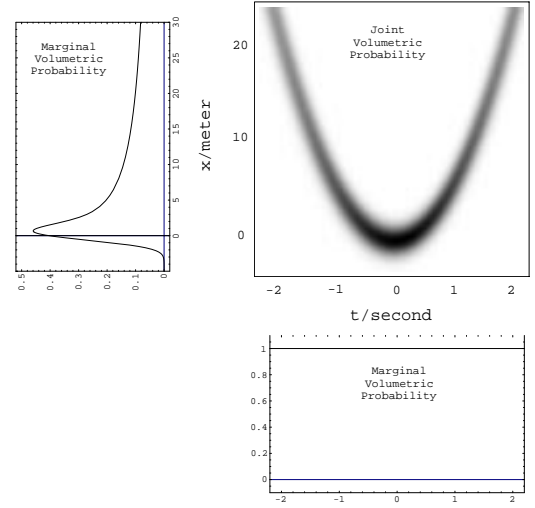 Marginal
Volumetric
Probability
30
25
20
15
10
5
0
0.5
0.4
0.3
0.2
0.1
0
x/meter
Joint
Volumetric
Probability
20
10
0
-2
-1
0
1
2
t/second
Marginal
Volumetric
Probability
1
0.8
0.6
0.4
0.2
0
-2
-1
0
1
2